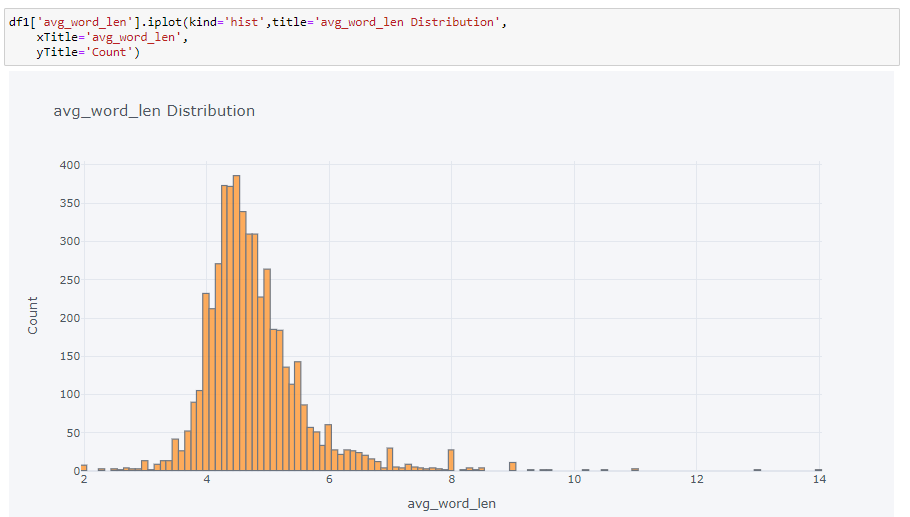 df1['avg_word_len'].iplot(kind='hist',title='avg_word_len Distribution',
xTitle='avg_word_len',
yTitle='Count')
avg_word_len Distribution
400
350
300
250
200
150
100
50
0
Count
2
4
6
8
10
12
14
avg_word_len